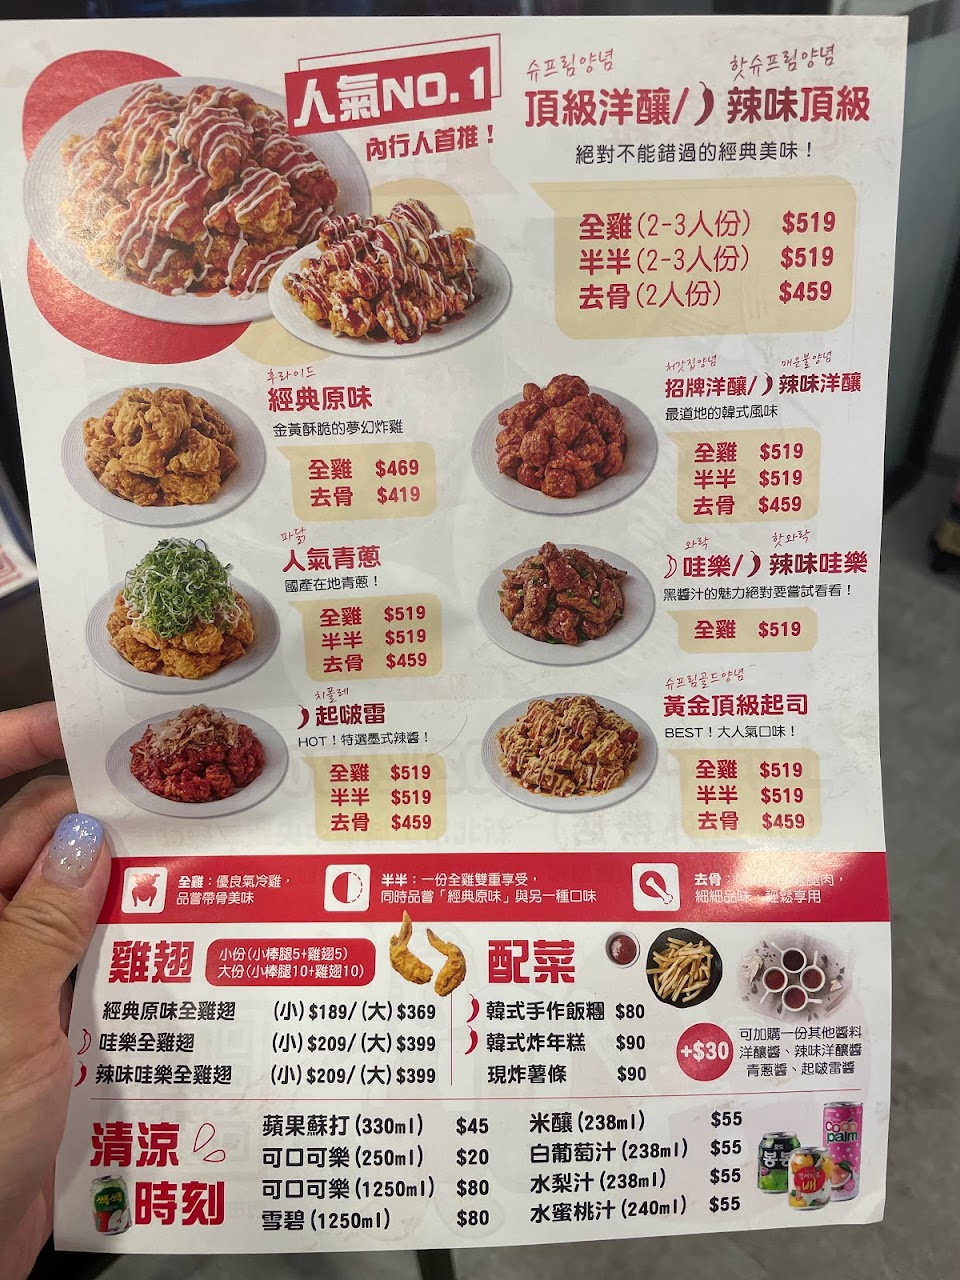 人氣NO.1
內行人首推！
슈프림양념 핫슈프림양념
頂級洋釀/辣味頂級
絕對不能錯過的經典美味！
全雞(2-3人份) $519
半半(2-3人份) $519
去骨(2人份) $459
후라이드
經典原味
金黃酥脆的夢幻炸雞
全雞 $469
去骨 $419
처갓집양념 매운불양념
招牌洋釀/辣味洋釀
最道地的韓式風味
全雞 $519
半半 $519
去骨 $459
파닭
人氣青蔥
國產在地青蔥！
全雞 $519
半半 $519
去骨 $459
와락 핫와락
哇樂/辣味哇樂
黑醬汁的魅力絕對要嘗試看看！
全雞 $519
치폴레
起啵雷
HOT！特選墨式辣醬！
全雞 $519
半半 $519
去骨 $459
슈프림골드양념
黃金頂級起司
BEST！大人氣口味！
全雞 $519
半半 $519
去骨 $459
全雞：優良氣冷雞，
品嘗帶骨美味
半半：一份全雞雙重享受，
同時品嘗「經典原味」與另一種口味
去骨： 腿肉，
細細品味，輕鬆享用
雞翅
小份(小棒腿5+雞翅5)
大份(小棒腿10+雞翅10)
經典原味全雞翅 (小)$189/(大)$369
哇樂全雞翅 (小)$209/(大)$399
辣味哇樂全雞翅 (小)$209/(大)$399
配菜
韓式手作飯糰 $80
韓式炸年糕 $90
現炸薯條 $90
+$30
可加購一份其他醬料
洋釀醬、辣味洋釀醬
青蔥醬、起啵雷醬
清涼
時刻
蘋果蘇打(330ml) $45
可口可樂(250ml) $20
可口可樂(1250ml) $80
雪碧(1250ml) $80
米釀(238ml) $55
白葡萄汁(238ml) $55
水梨汁(238ml) $55
水蜜桃汁(240ml) $55
봉봉
배
coco
palm